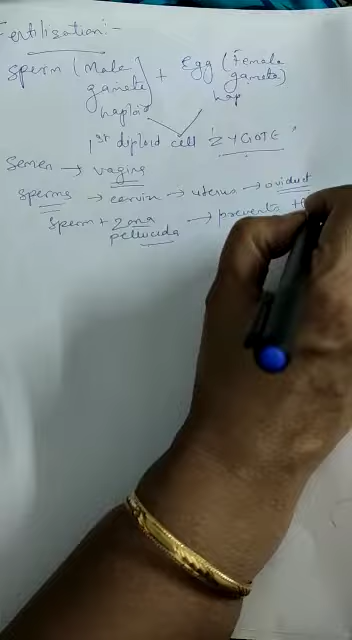 Fertilisation:-
Sperm (Male gamete haploid) + Egg (Female gamete) hap
1st diploid cell 'ZYGOTE'
Semen → vagina
Sperms → cervix → uterus → oviduct
Sperm + Zona pellucida → prevents